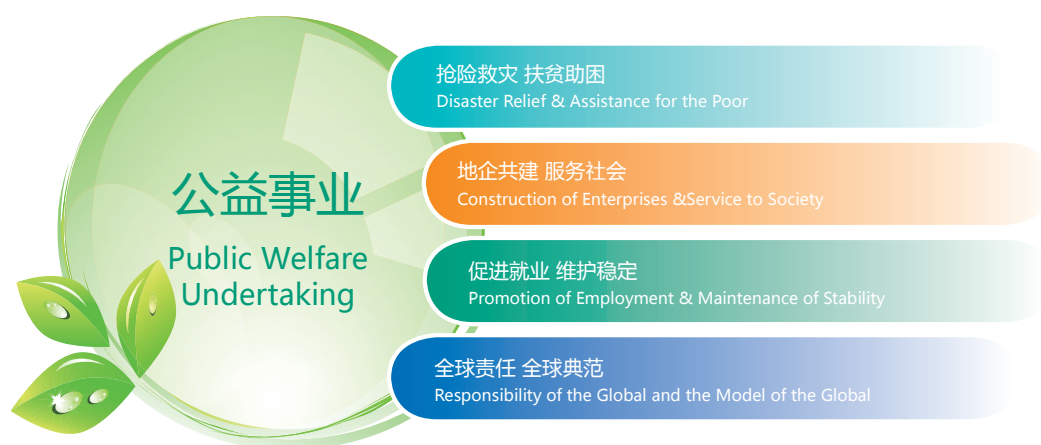 公益事业
Public Welfare
Undertaking
抢险救灾 扶贫助困
Disaster Relief & Assistance for the Poor
地企共建 服务社会
Construction of Enterprises &Service to Society
促进就业 维护稳定
Promotion of Employment & Maintenance of Stability
全球责任 全球典范
Responsibility of the Global and the Model of the Global